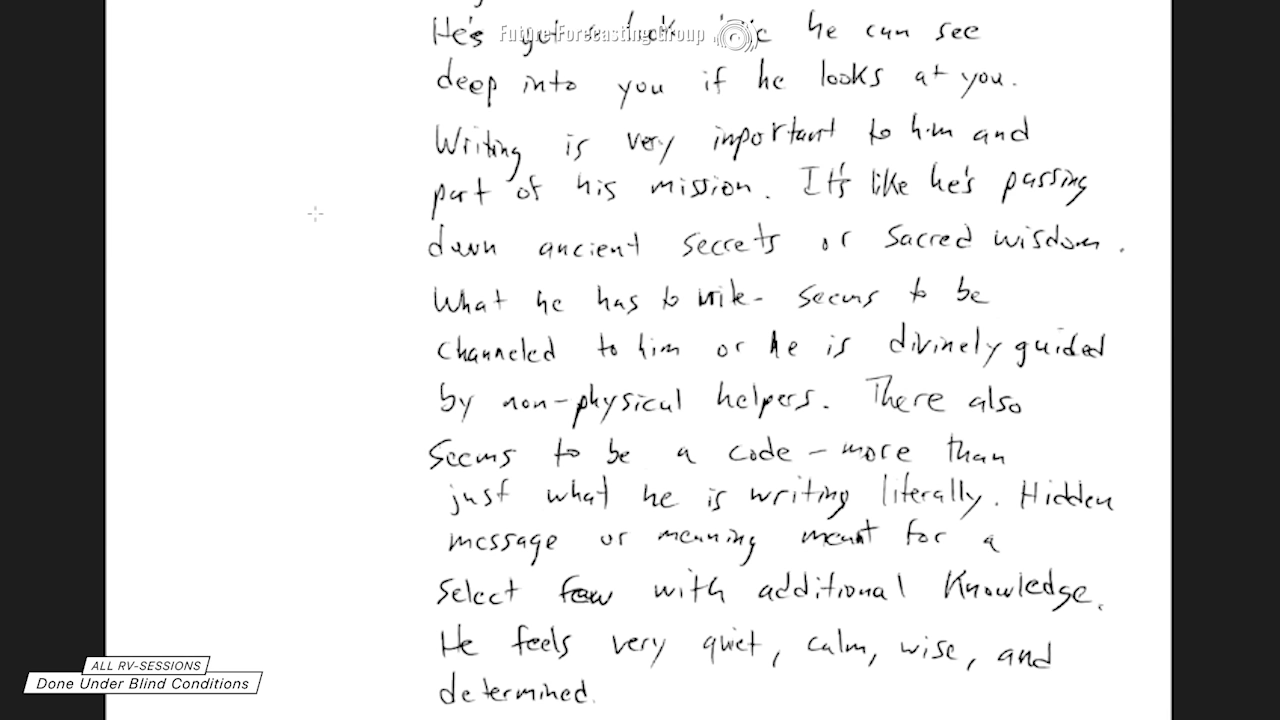 He's got a look like he can see
Future Forecasting Group
deep into you if he looks at you.
Writing is very important to him and
part of his mission. It's like he's passing
down ancient secrets or sacred wisdom.
What he has to write - seems to be
channeled to him or he is divinely guided
by non-physical helpers. There also
seems to be a code - more than
just what he is writing literally. Hidden
message or meaning meant for a
select few with additional knowledge.
He feels very quiet, calm, wise, and
determined.
ALL RV-SESSIONS
Done Under Blind Conditions